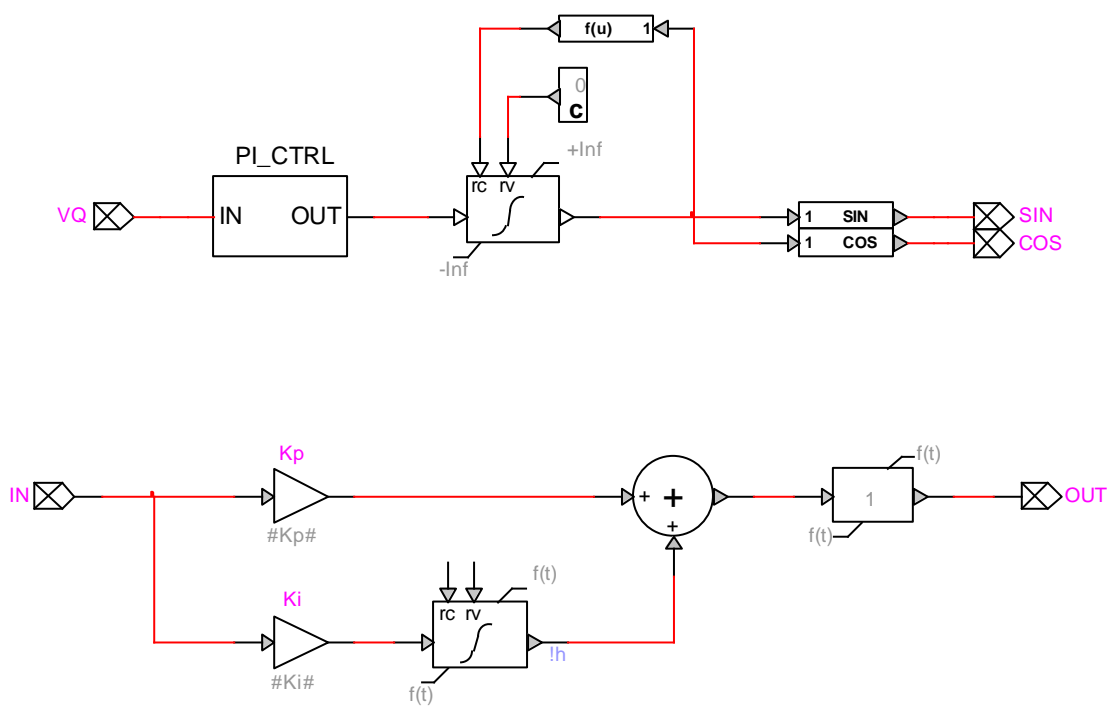 f(u) 1
0
C
PI_CTRL
+Inf
rc rv
VQ
IN OUT
1 SIN
SIN
1 COS
COS
-Inf
Kp
f(t)
IN
+
+
+
1
OUT
#Kp#
f(t)
f(t)
Ki
rc rv
!h
#Ki#
f(t)